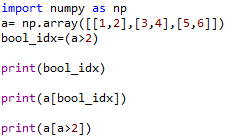 import numpy as np
a= np.array([[1,2],[3,4],[5,6]])
bool_idx=(a>2)
print(bool_idx)
print(a[bool_idx])
print(a[a>2])